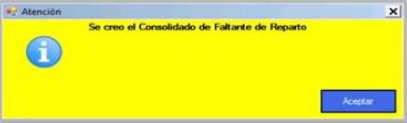 Atención
Se creo el Consolidado de Faltante de Reparto
Aceptar